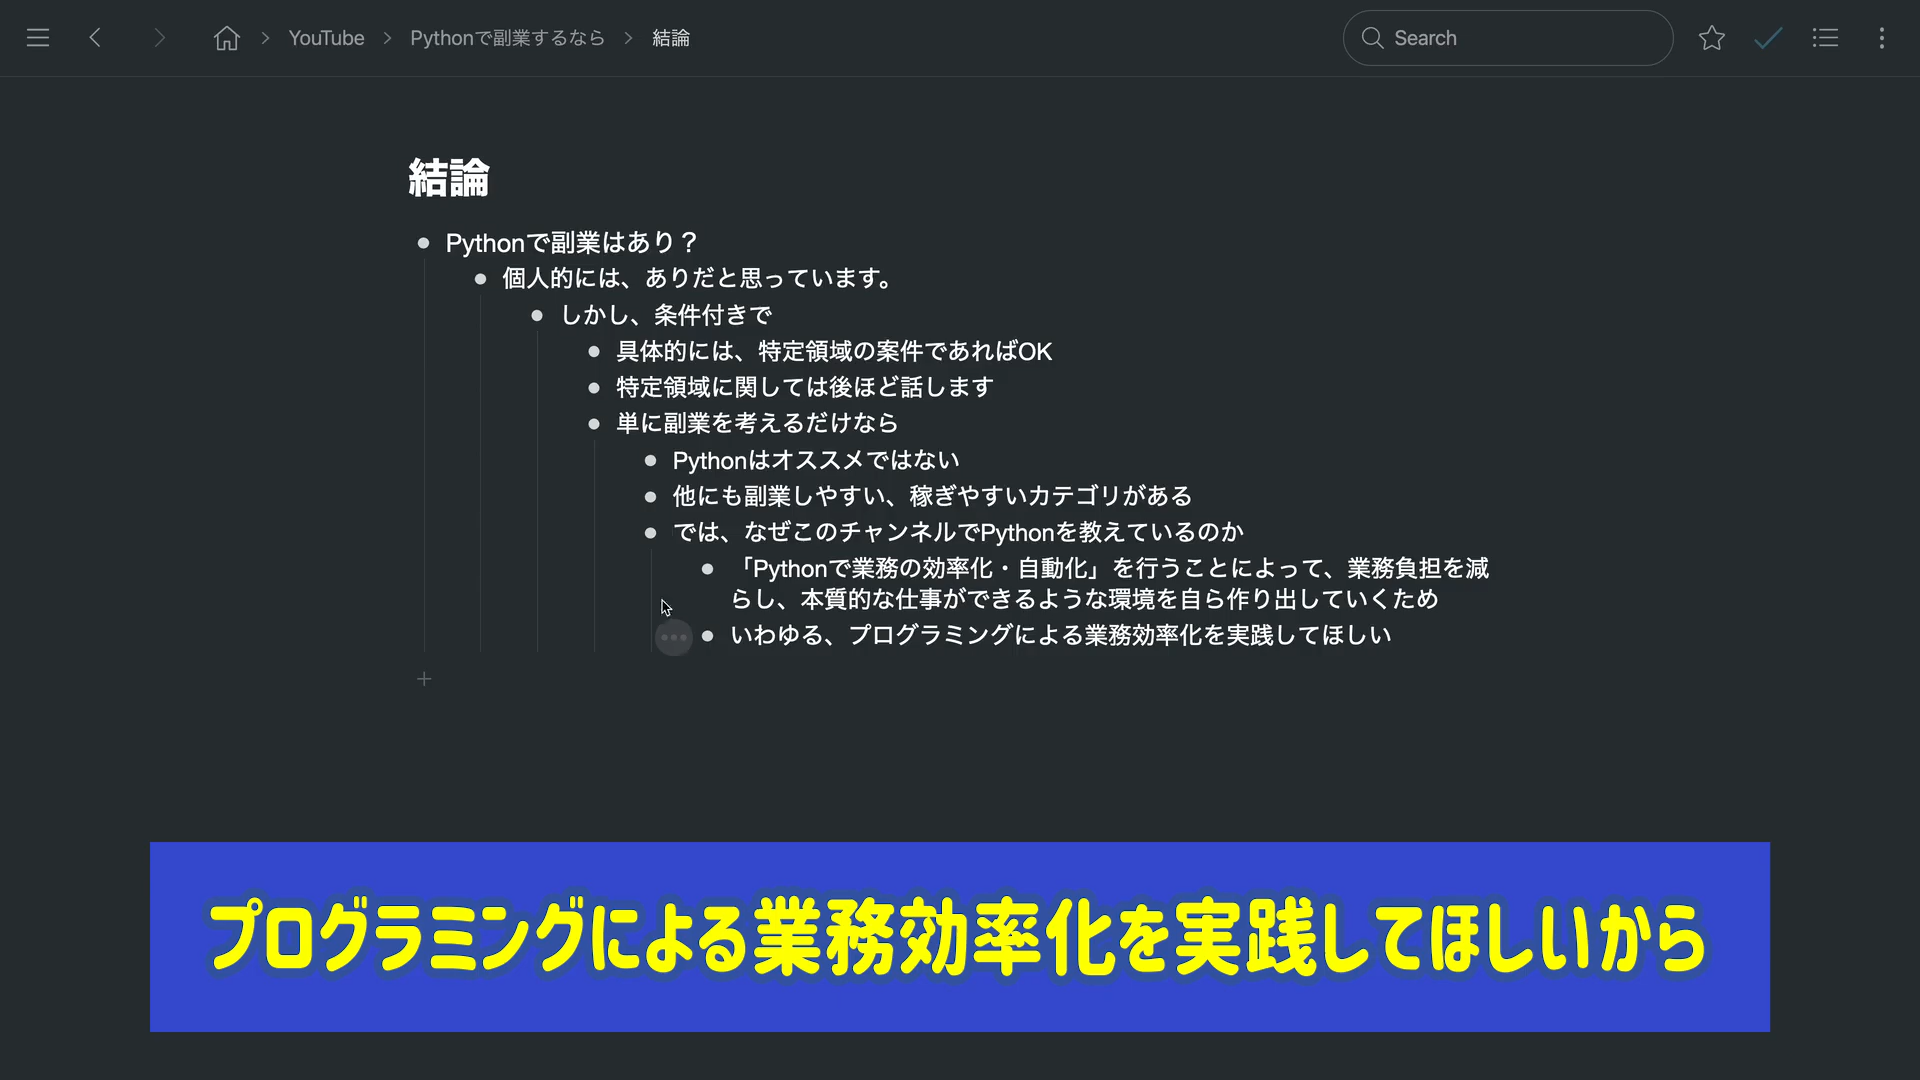 YouTube > Pythonで副業するなら > 結論
Search
結論
Pythonで副業はあり？
個人的には、ありだと思っています。
しかし、条件付きで
具体的には、特定領域の案件であればOK
特定領域に関しては後ほど話します
単に副業を考えるだけなら
Pythonはオススメではない
他にも副業しやすい、稼ぎやすいカテゴリがある
では、なぜこのチャンネルでPythonを教えているのか
「Pythonで業務の効率化・自動化」を行うことによって、業務負担を減
らし、本質的な仕事ができるような環境を自ら作り出していくため
いわゆる、プログラミングによる業務効率化を実践してほしい
プログラミングによる業務効率化を実践してほしいから